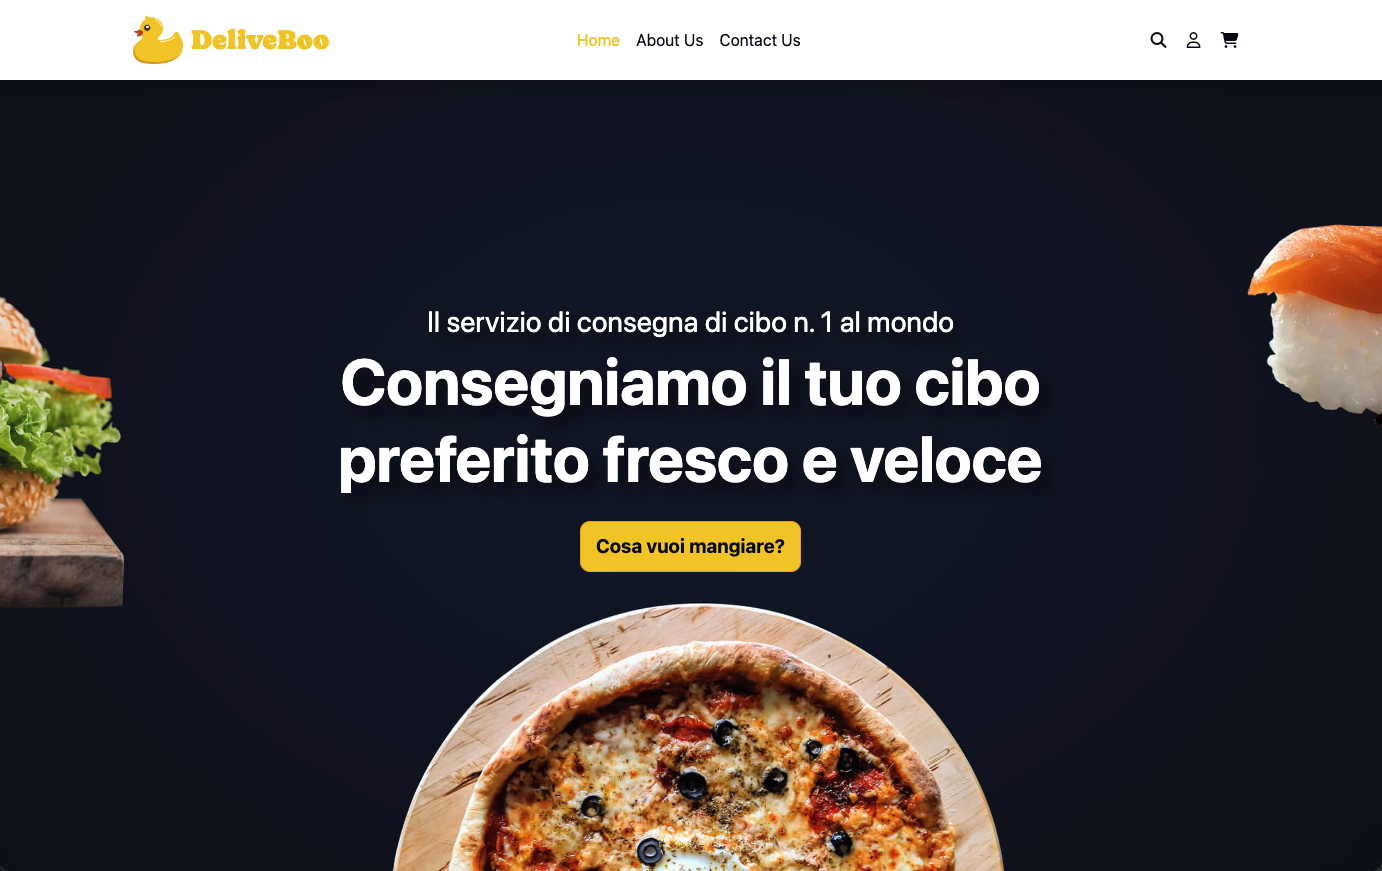 DeliveBoo
Home
About Us
Contact Us
Il servizio di consegna di cibo n. 1 al mondo
Consegniamo il tuo cibo
preferito fresco e veloce
Cosa vuoi mangiare?